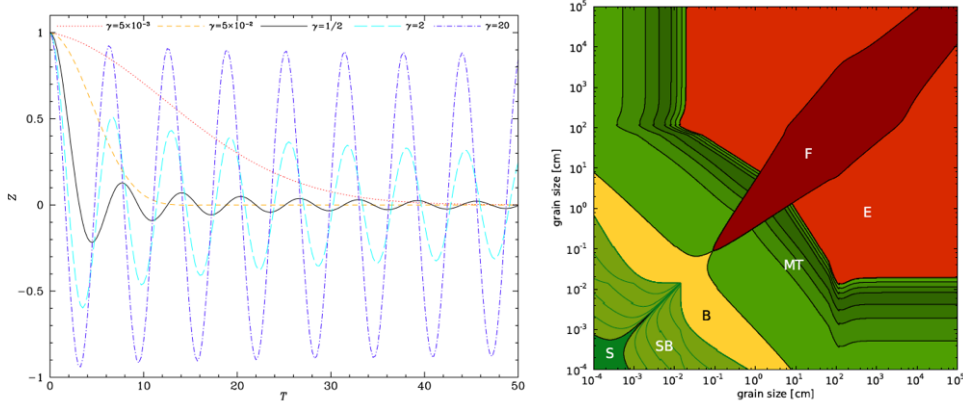 γ=5×10⁻³ γ=5×10⁻² γ=1/2 γ=2 γ=20
1
0.5
0
−0.5
−1
Z
0 10 20 30 40 50
T
grain size [cm]
10⁵
10⁴
10³
10²
10¹
10⁰
10⁻¹
10⁻²
10⁻³
10⁻⁴
F
E
MT
B
SB
S
10⁻⁴ 10⁻³ 10⁻² 10⁻¹ 10⁰ 10¹ 10² 10³ 10⁴ 10⁵
grain size [cm]